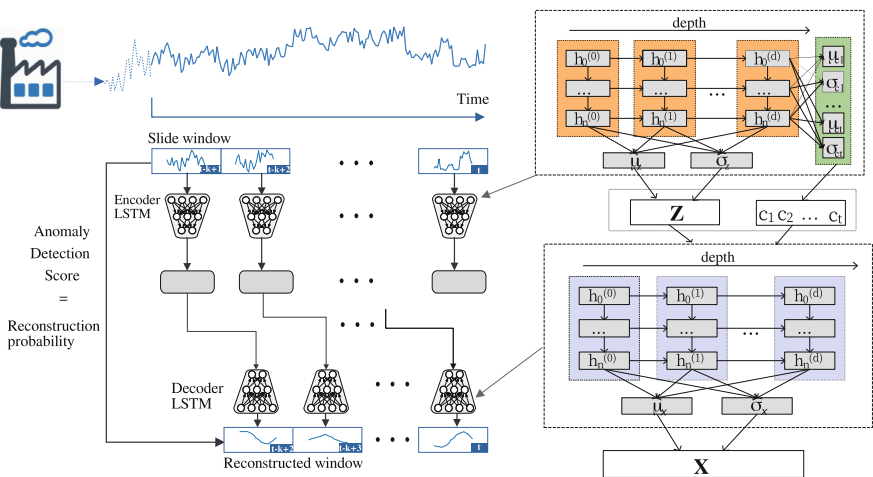 Time
Slide window
t-k+1
t-k+2
• • •
t
Encoder
LSTM
• • •
Anomaly
Detection
Score
=
Reconstruction
probability
• • •
• • •
Decoder
LSTM
• • •
t-k+2
t-k+3
• • •
t
Reconstructed window
depth
h₀⁽⁰⁾ h₀⁽¹⁾ h₀⁽ᵈ⁾
... ... ...
...
hₙ⁽⁰⁾ hₙ⁽¹⁾ hₙ⁽ᵈ⁾
μc1
σc1
...
μct
σct
μz σz
Z
c₁ c₂ ... cₜ
depth
h₀⁽⁰⁾ h₀⁽¹⁾ h₀⁽ᵈ⁾
... ... ...
...
hₙ⁽⁰⁾ hₙ⁽¹⁾ hₙ⁽ᵈ⁾
μₓ σₓ
X